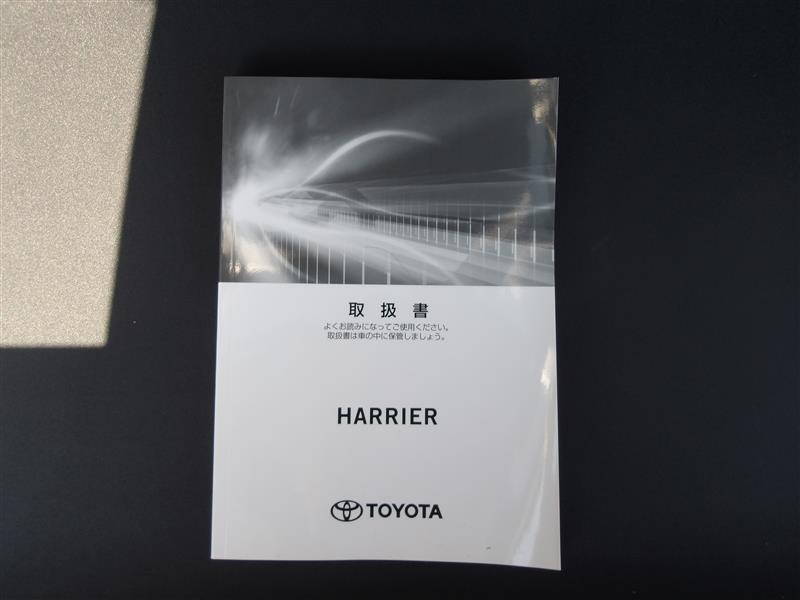 取扱書
よくお読みになってご使用ください。
取扱書は車の中に保管しましょう。
HARRIER
TOYOTA